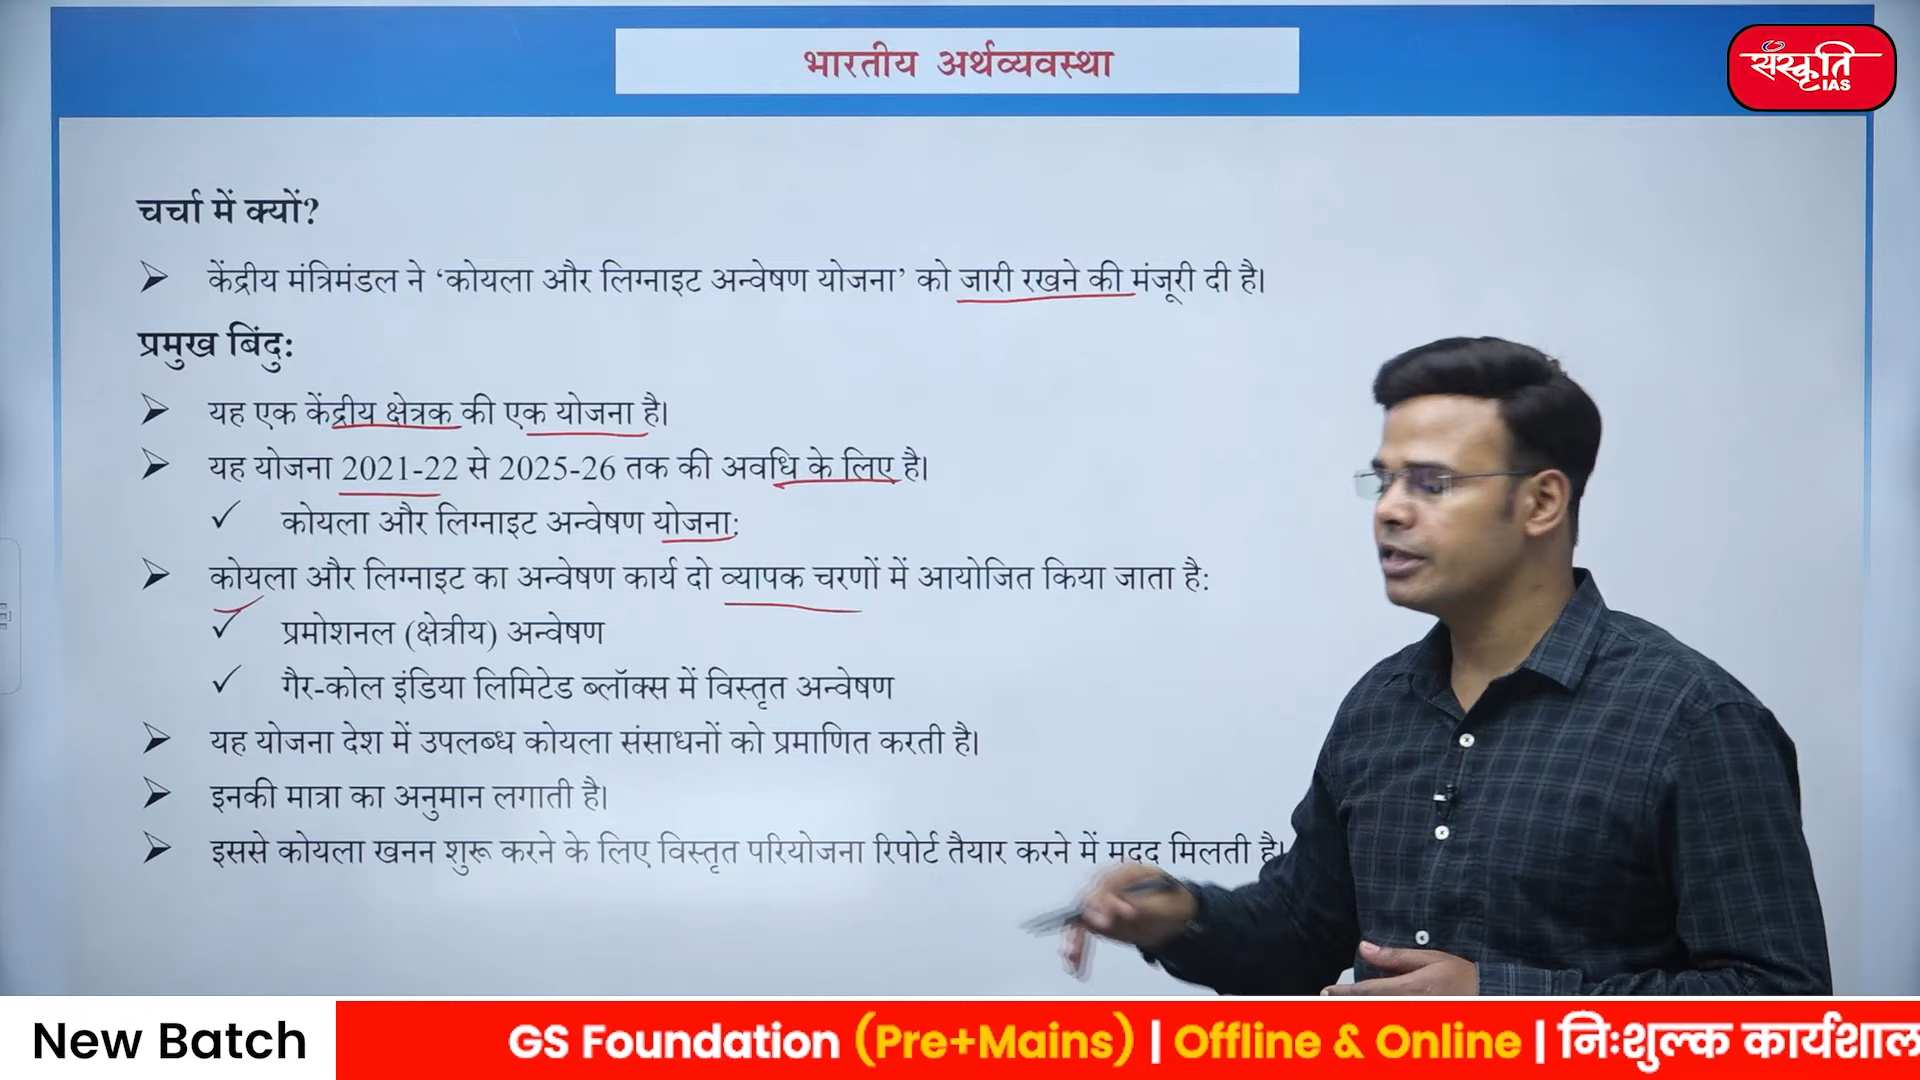 भारतीय अर्थव्यवस्था
संस्कृति
IAS
चर्चा में क्यों?
➢ केंद्रीय मंत्रिमंडल ने ‘कोयला और लिग्नाइट अन्वेषण योजना’ को जारी रखने की मंजूरी दी है।
प्रमुख बिंदु:
➢ यह एक केंद्रीय क्षेत्रक की एक योजना है।
➢ यह योजना 2021-22 से 2025-26 तक की अवधि के लिए है।
✓ कोयला और लिग्नाइट अन्वेषण योजना:
➢ कोयला और लिग्नाइट का अन्वेषण कार्य दो व्यापक चरणों में आयोजित किया जाता है:
✓ प्रमोशनल (क्षेत्रीय) अन्वेषण
✓ गैर-कोल इंडिया लिमिटेड ब्लॉक्स में विस्तृत अन्वेषण
➢ यह योजना देश में उपलब्ध कोयला संसाधनों को प्रमाणित करती है।
➢ इनकी मात्रा का अनुमान लगाती है।
➢ इससे कोयला खनन शुरू करने के लिए विस्तृत परियोजना रिपोर्ट तैयार करने में मदद मिलती है।
New Batch GS Foundation (Pre+Mains) | Offline & Online | निःशुल्क कार्यशाल